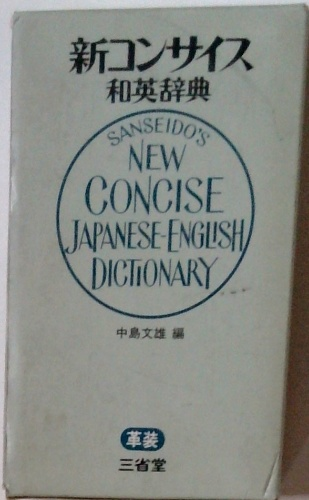 新コンサイス
和英辞典
SANSEIDO'S
NEW
CONCISE
JAPANESE-ENGLISH
DICTIONARY
中島文雄 編
革装
三省堂